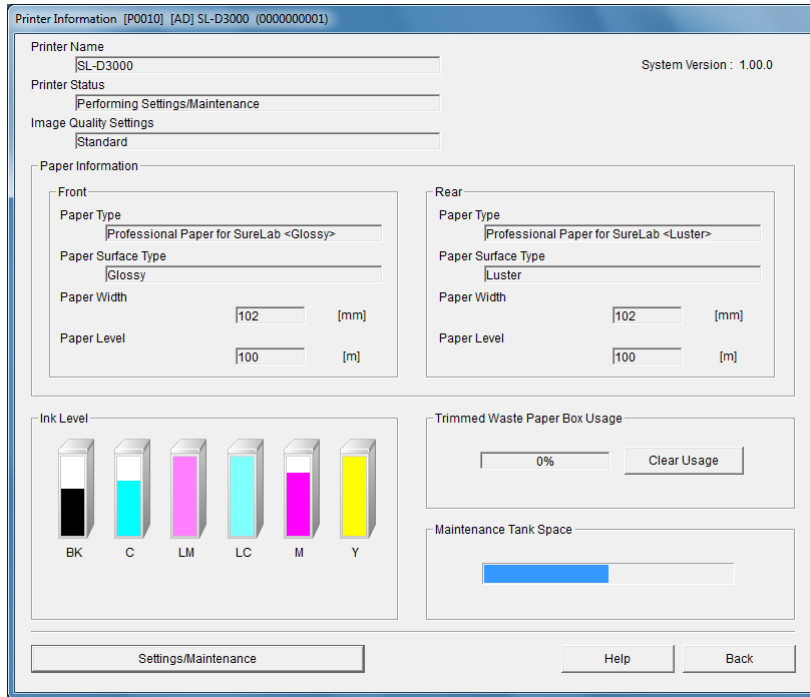 Printer Information [P0010] [AD] SL-D3000 (0000000001)
Printer Name
SL-D3000
System Version : 1.00.0
Printer Status
Performing Settings/Maintenance
Image Quality Settings
Standard
Paper Information
Front
Paper Type
Professional Paper for SureLab <Glossy>
Paper Surface Type
Glossy
Paper Width
102 [mm]
Paper Level
100 [m]
Rear
Paper Type
Professional Paper for SureLab <Luster>
Paper Surface Type
Luster
Paper Width
102 [mm]
Paper Level
100 [m]
Ink Level
BK C LM LC M Y
Trimmed Waste Paper Box Usage
0% Clear Usage
Maintenance Tank Space
Settings/Maintenance Help Back